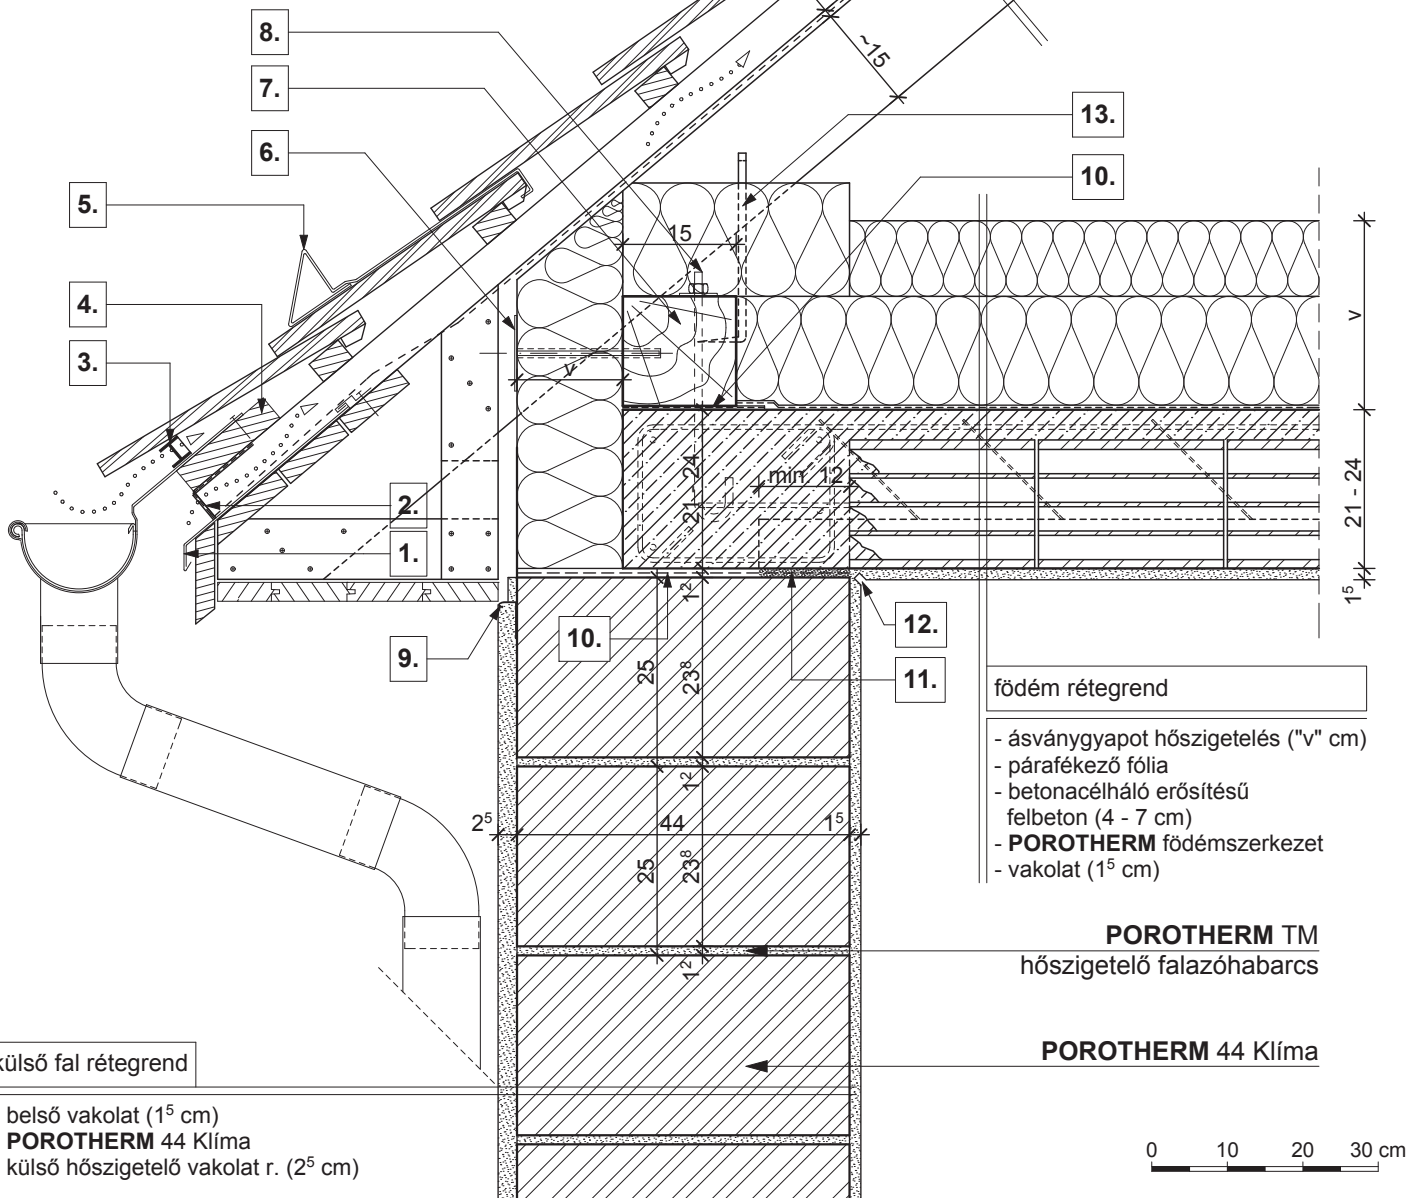 8.
~15
7.
13.
6.
10.
5.
15
4.
v
3.
v
24
min. 12
21 - 24
2.
21
1.
1⁵
1²
12.
10.
9.
25
23⁸
11.
födém rétegrend
- ásványgyapot hőszigetelés ("v" cm)
- párafékező fólia
- betonacélháló erősítésű
felbeton (4 - 7 cm)
- POROTHERM födémszerkezet
- vakolat (1⁵ cm)
1²
2⁵
44
1⁵
25
23⁸
POROTHERM TM
hőszigetelő falazóhabarcs
1²
POROTHERM 44 Klíma
külső fal rétegrend
belső vakolat (1⁵ cm)
POROTHERM 44 Klíma
külső hőszigetelő vakolat r. (2⁵ cm)
0 10 20 30 cm